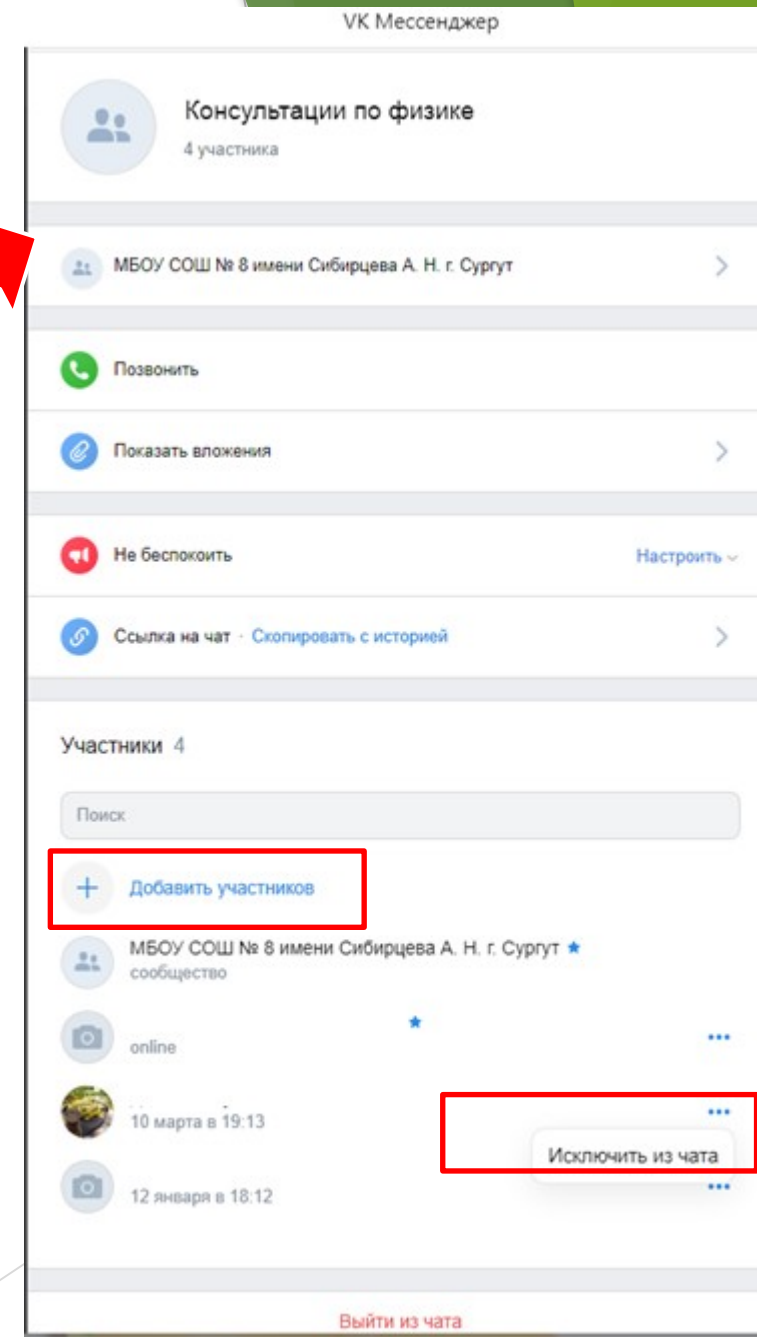 VK Мессенджер
Консультации по физике
4 участника
МБОУ СОШ № 8 имени Сибирцева А. Н. г. Сургут
Позвонить
Показать вложения
Не беспокоить Настроить
Ссылка на чат · Скопировать с историей
Участники 4
Поиск
Добавить участников
МБОУ СОШ № 8 имени Сибирцева А. Н. г. Сургут
сообщество
online
10 марта в 19:13
Исключить из чата
12 января в 18:12
Выйти из чата